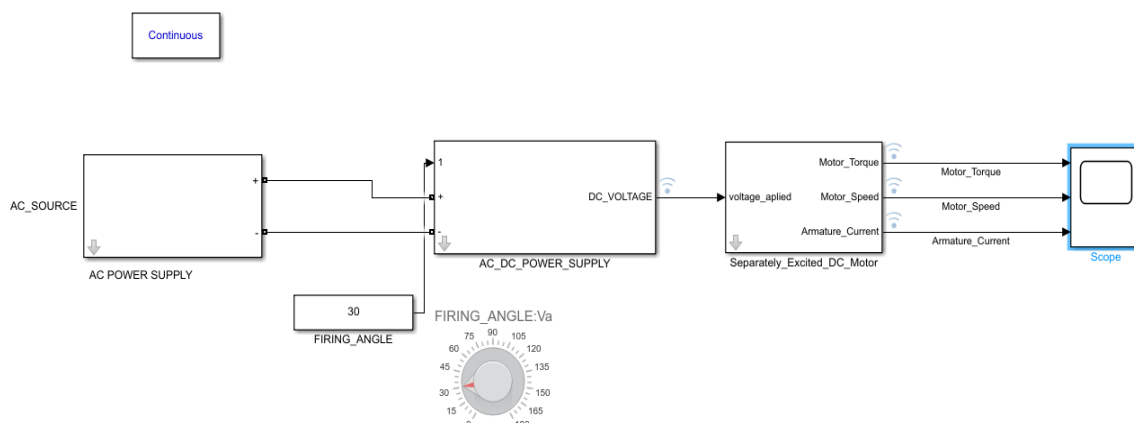 Continuous
AC_SOURCE
+
-
AC POWER SUPPLY
1
+
-
DC_VOLTAGE
AC_DC_POWER_SUPPLY
voltage_aplied
Motor_Torque
Motor_Speed
Armature_Current
Separately_Excited_DC_Motor
Motor_Torque
Motor_Speed
Armature_Current
Scope
30
FIRING_ANGLE
FIRING_ANGLE:Va
0
15
30
45
60
75
90
105
120
135
150
165